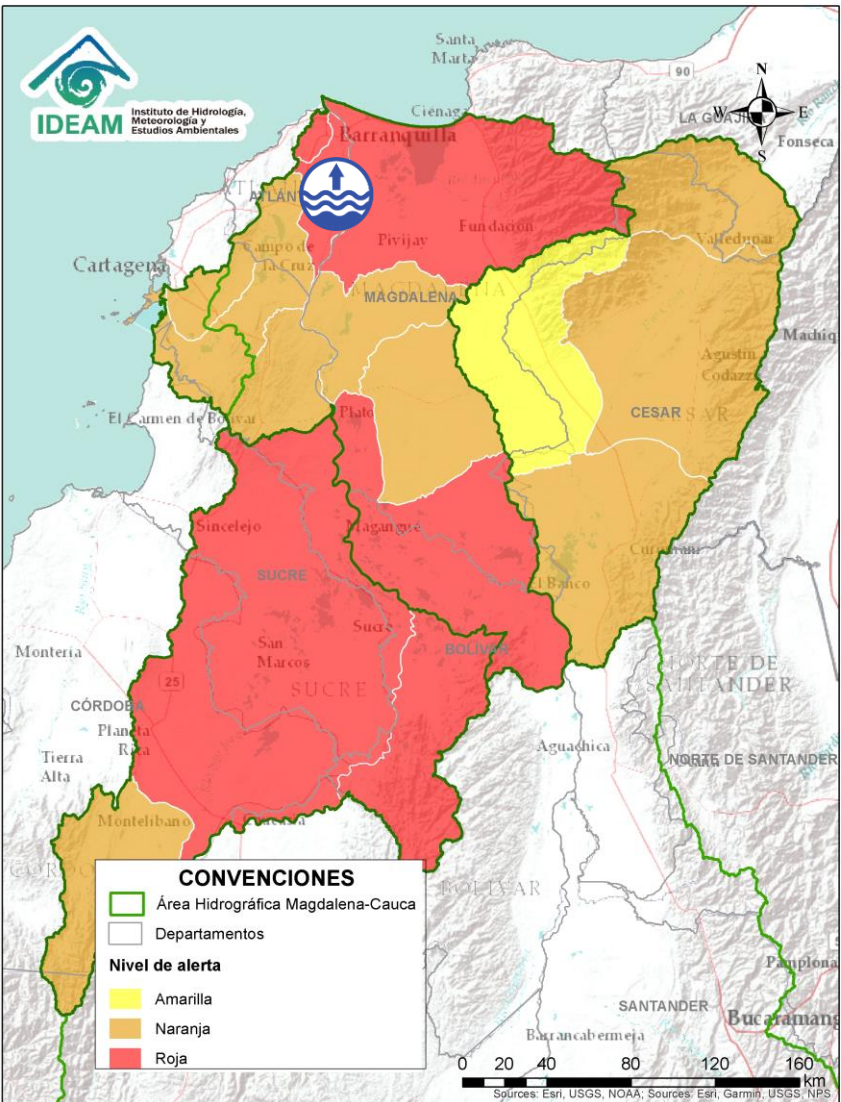 IDEAM
Instituto de Hidrología,
Meteorología y
Estudios Ambientales
Santa
Marta
90
N
W
E
S
Ciénaga
LA GUAJIRA
Fonseca
Barranquilla
Fundación
Pivijay
Valledupar
Campo de
la Cruz
Cartagena
MAGDALENA
MAGDALENA
Agustín
Codazzi
CESAR
CESAR
El Carmen de Bolívar
Plato
Sincelejo
Magangué
SUCRE
El Banco
Sucre
San
Marcos
BOLÍVAR
Montería
SUCRE
25
CÓRDOBA
Planeta
Rica
NORTE DE
SANTANDER
Tierra
Alta
Aguachica
NORTE DE SANTANDER
Montelibano
BOLÍVAR
CONVENCIONES
Área Hidrográfica Magdalena-Cauca
Departamentos
Nivel de alerta
Amarilla
Naranja
Roja
Pamplona
SANTANDER
Bucaramang
Barrancabermeja
0 20 40 80 120 160
km
Sources: Esri, USGS, NOAA; Sources: Esri, Garmin, USGS, NPS